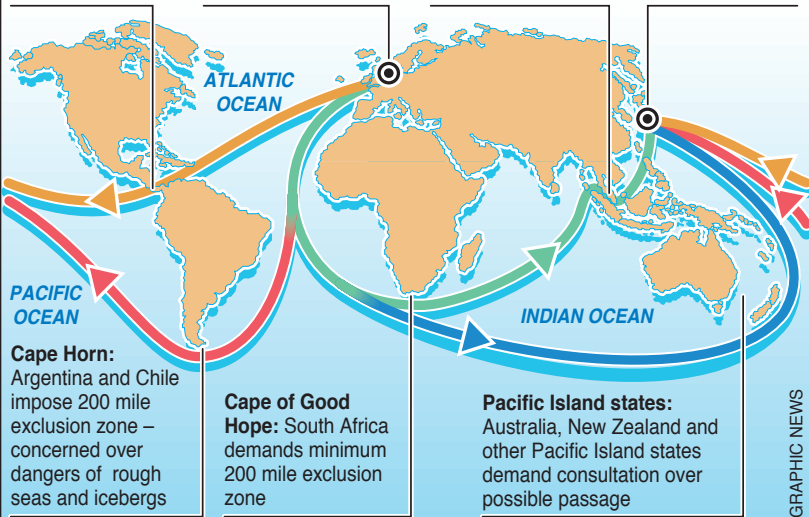 ATLANTIC
OCEAN
PACIFIC
OCEAN
INDIAN OCEAN
Cape Horn:
Argentina and Chile
impose 200 mile
exclusion zone –
concerned over
dangers of rough
seas and icebergs
Cape of Good
Hope: South Africa
demands minimum
200 mile exclusion
zone
Pacific Island states:
Australia, New Zealand and
other Pacific Island states
demand consultation over
possible passage
GRAPHIC NEWS